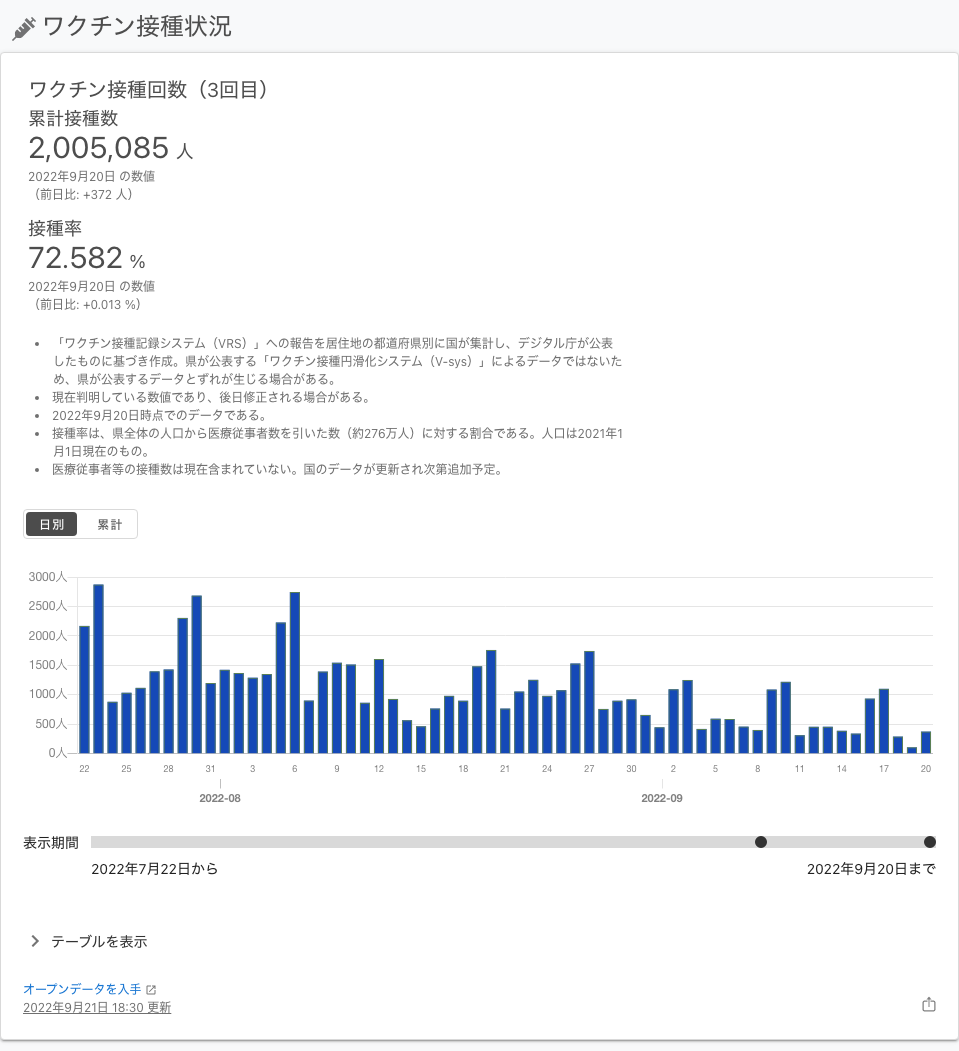 ワクチン接種状況
ワクチン接種回数（3回目）
累計接種数
2,005,085 人
2022年9月20日 の数値
（前日比: +372 人）
接種率
72.582 %
2022年9月20日 の数値
（前日比: +0.013 %）
• 「ワクチン接種記録システム（VRS）」への報告を居住地の都道府県別に国が集計し、デジタル庁が公表
したものに基づき作成。県が公表する「ワクチン接種円滑化システム（V-sys）」によるデータではないた
め、県が公表するデータとずれが生じる場合がある。
• 現在判明している数値であり、後日修正される場合がある。
• 2022年9月20日時点でのデータである。
• 接種率は、県全体の人口から医療従事者数を引いた数（約276万人）に対する割合である。人口は2021年1
月1日現在のもの。
• 医療従事者等の接種数は現在含まれていない。国のデータが更新され次第追加予定。
日別 累計
3000人
2500人
2000人
1500人
1000人
500人
0人
22 25 28 31 3 6 9 12 15 18 21 24 27 30 2 5 8 11 14 17 20
2022-08 2022-09
表示期間
2022年7月22日から 2022年9月20日まで
テーブルを表示
オープンデータを入手
2022年9月21日 18:30 更新